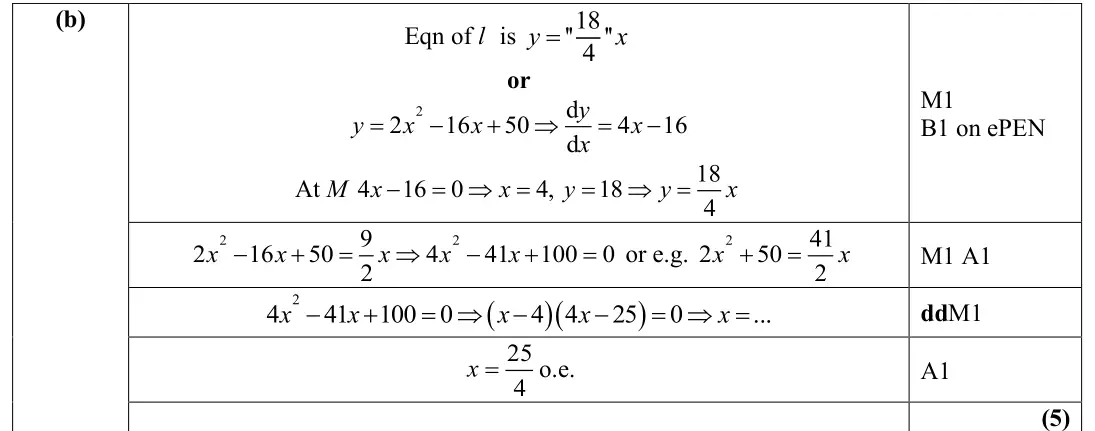 (b)
Eqn of l is y = "18/4" x
or
y = 2x² − 16x + 50 ⇒ dy/dx = 4x − 16
At M 4x − 16 = 0 ⇒ x = 4, y = 18 ⇒ y = 18/4 x
M1
B1 on ePEN
2x² − 16x + 50 = 9/2 x ⇒ 4x² − 41x + 100 = 0 or e.g. 2x² + 50 = 41/2 x
M1 A1
4x² − 41x + 100 = 0 ⇒ (x − 4)(4x − 25) = 0 ⇒ x = ...
ddM1
x = 25/4 o.e.
A1
(5)